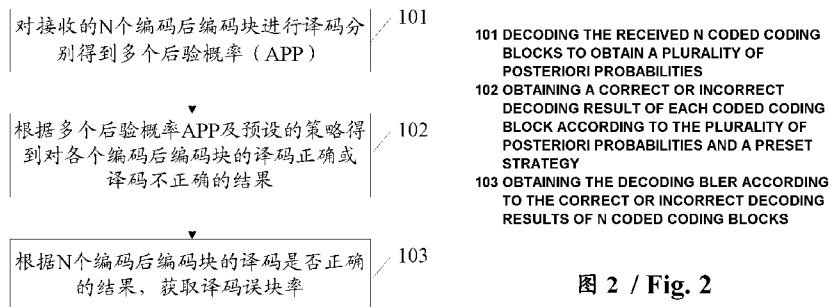 对接收的N个编码后编码块进行译码分
别得到多个后验概率（APP）
101
根据多个后验概率APP及预设的策略得
到对各个编码后编码块的译码正确或
译码不正确的结果
102
根据N个编码后编码块的译码是否正确
的结果，获取译码误块率
103
101 DECODING THE RECEIVED N CODED CODING
BLOCKS TO OBTAIN A PLURALITY OF
POSTERIORI PROBABILITIES
102 OBTAINING A CORRECT OR INCORRECT
DECODING RESULT OF EACH CODED CODING
BLOCK ACCORDING TO THE PLURALITY OF
POSTERIORI PROBABILITIES AND A PRESET
STRATEGY
103 OBTAINING THE DECODING BLER ACCORDING
TO THE CORRECT OR INCORRECT DECODING
RESULTS OF N CODED CODING BLOCKS
图 2 / Fig. 2